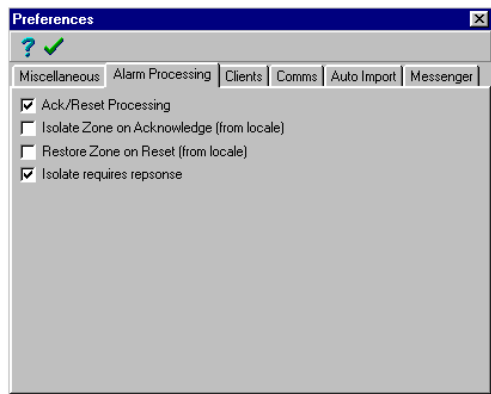 Preferences
Miscellaneous Alarm Processing Clients Comms Auto Import Messenger
Ack/Reset Processing
Isolate Zone on Acknowledge (from locale)
Restore Zone on Reset (from locale)
Isolate requires repsonse